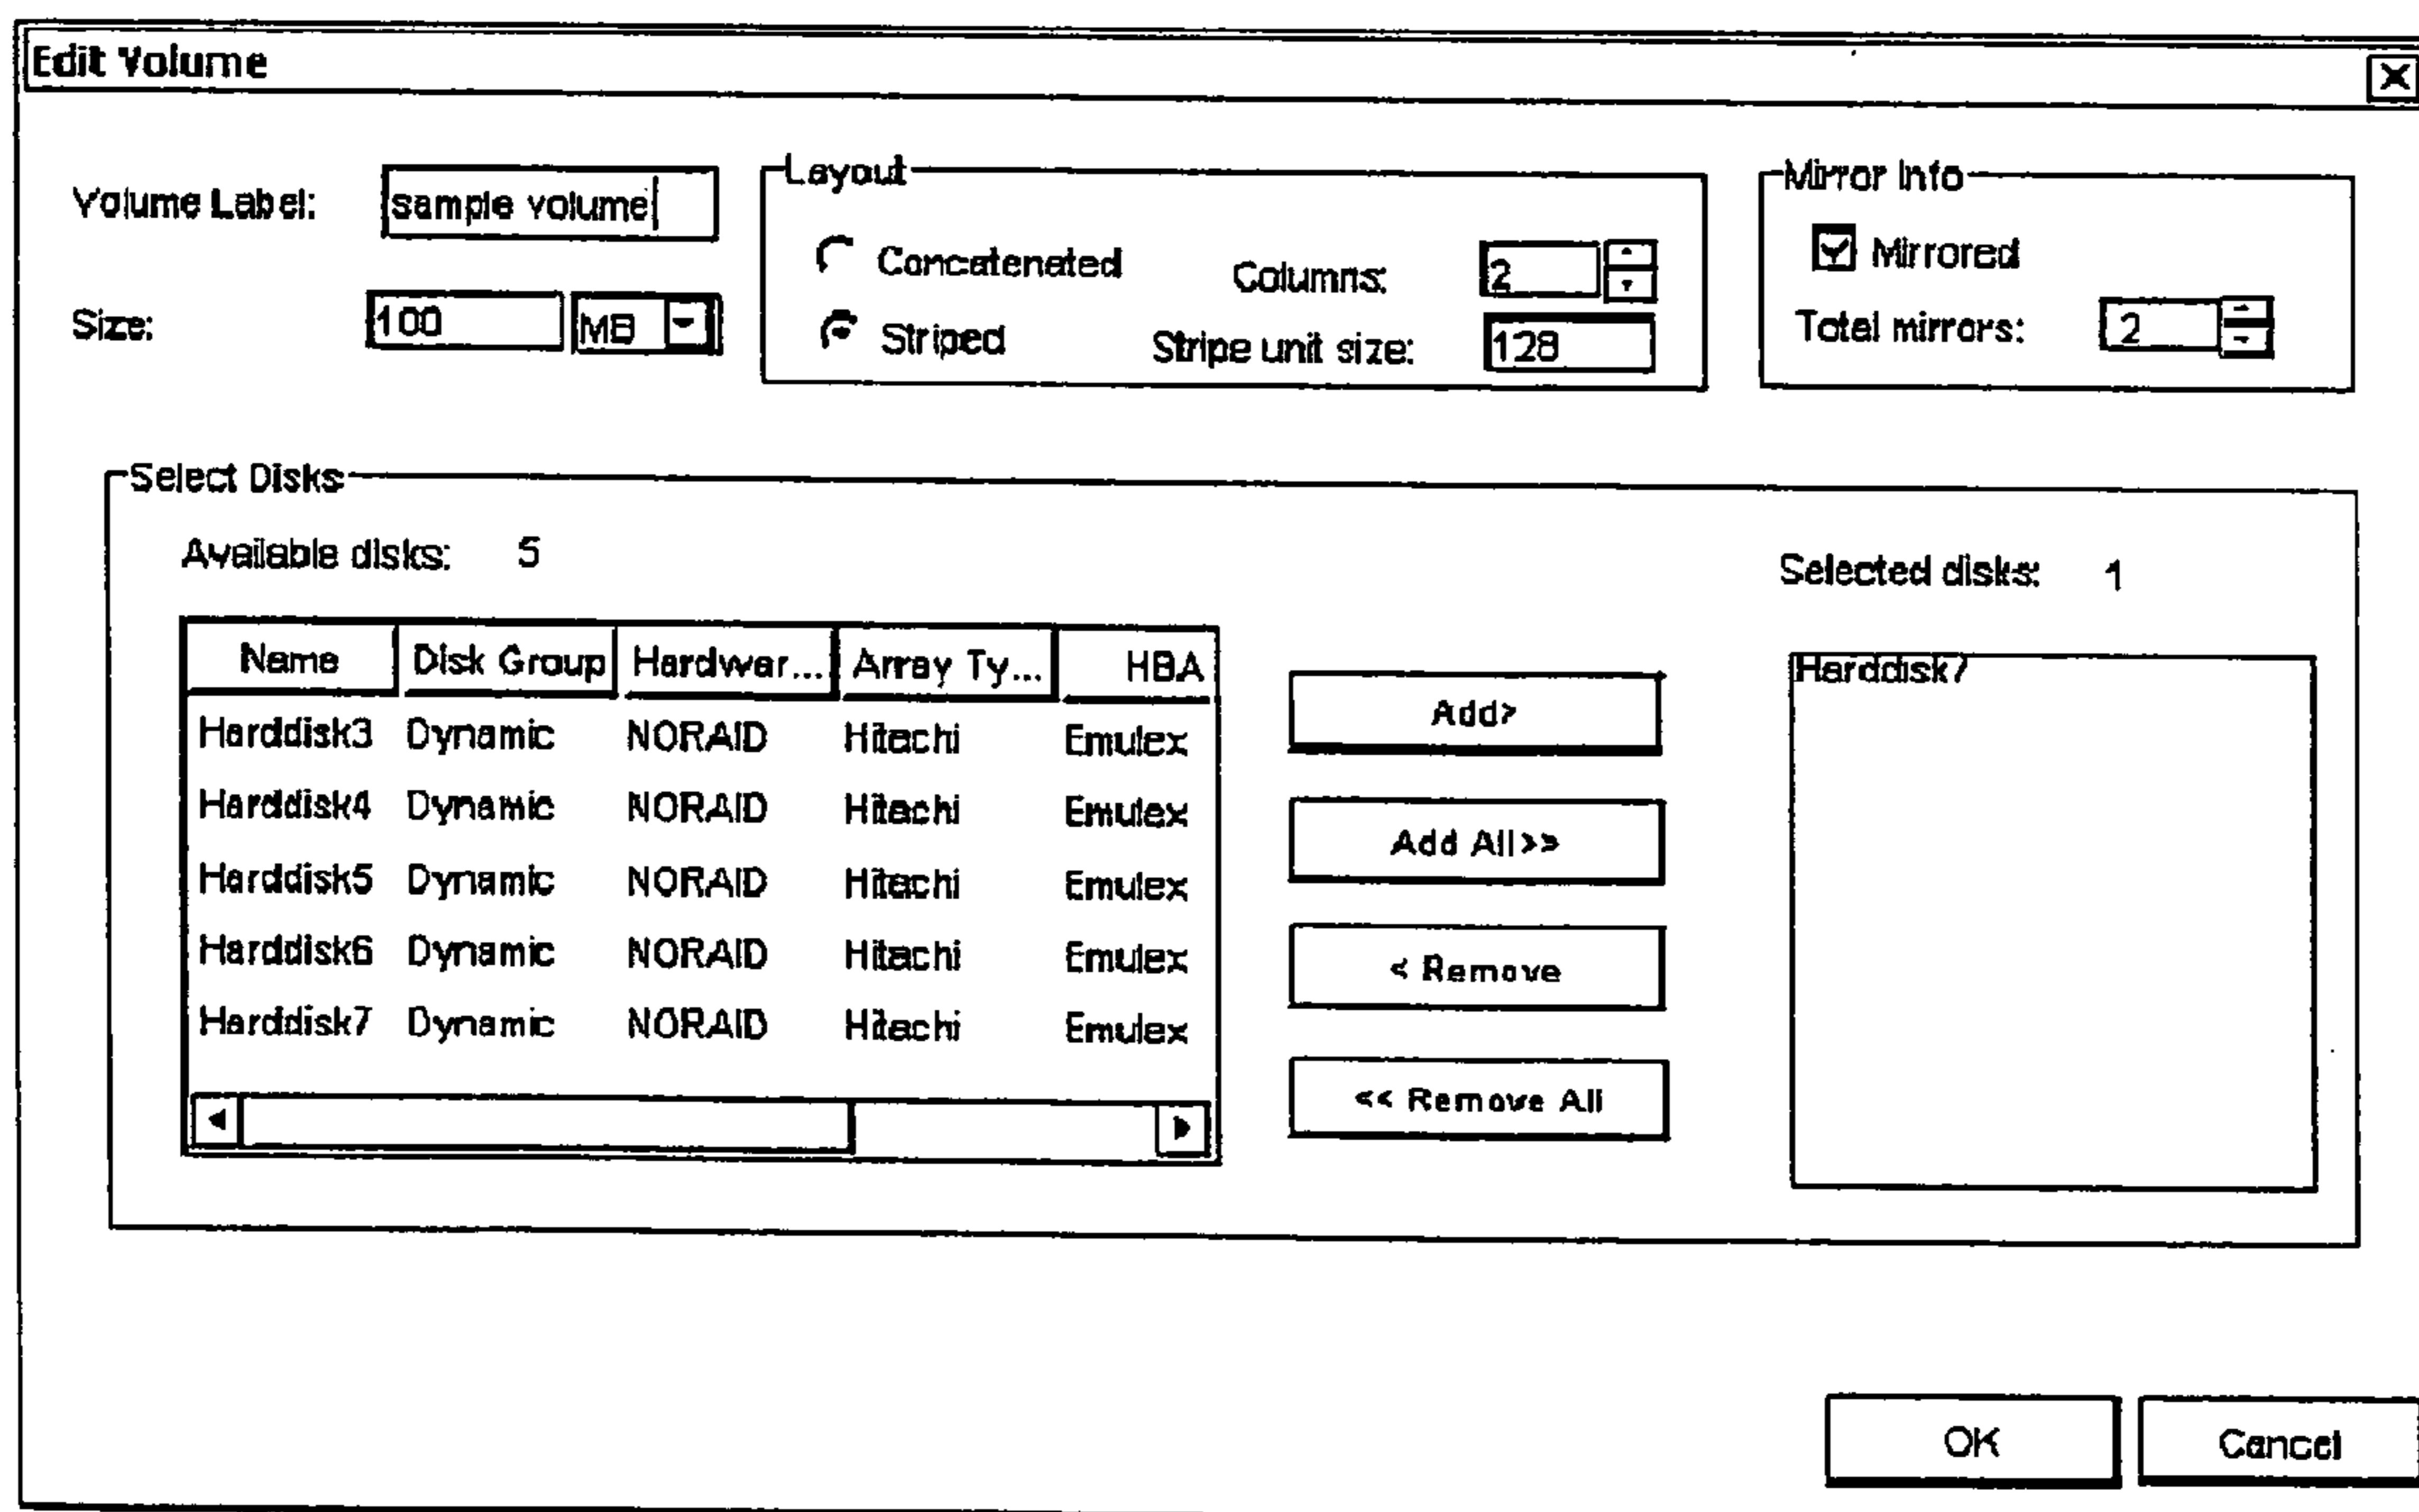 Edit Volume
Volume Label: sample volume
Size: 100 MB
Layout
Concatenated Columns: 2
Striped Stripe unit size: 128
Mirror Info
Mirrored
Total mirrors: 2
Select Disks
Available disks: 5
Name Disk Group Hardwar... Array Ty... HBA
Harddisk3 Dynamic NORAID Hitachi Emulex
Harddisk4 Dynamic NORAID Hitachi Emulex
Harddisk5 Dynamic NORAID Hitachi Emulex
Harddisk6 Dynamic NORAID Hitachi Emulex
Harddisk7 Dynamic NORAID Hitachi Emulex
Add>
Add All>>
< Remove
<< Remove All
Selected disks: 1
Harddisk7
OK
Cancel